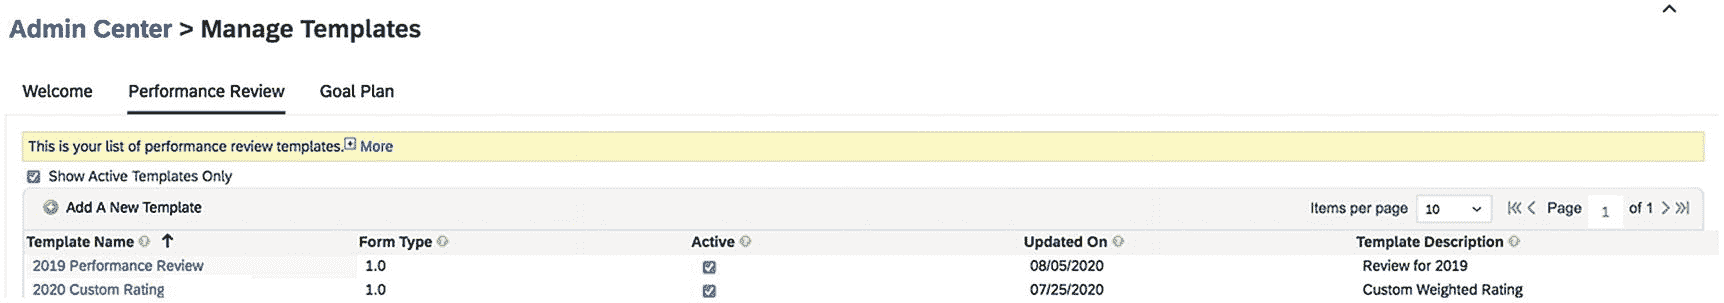 Admin Center > Manage Templates
Welcome Performance Review Goal Plan
This is your list of performance review templates. More
Show Active Templates Only
Add A New Template Items per page 10 Page 1 of 1
Template Name Form Type Active Updated On Template Description
2019 Performance Review 1.0 08/05/2020 Review for 2019
2020 Custom Rating 1.0 07/25/2020 Custom Weighted Rating